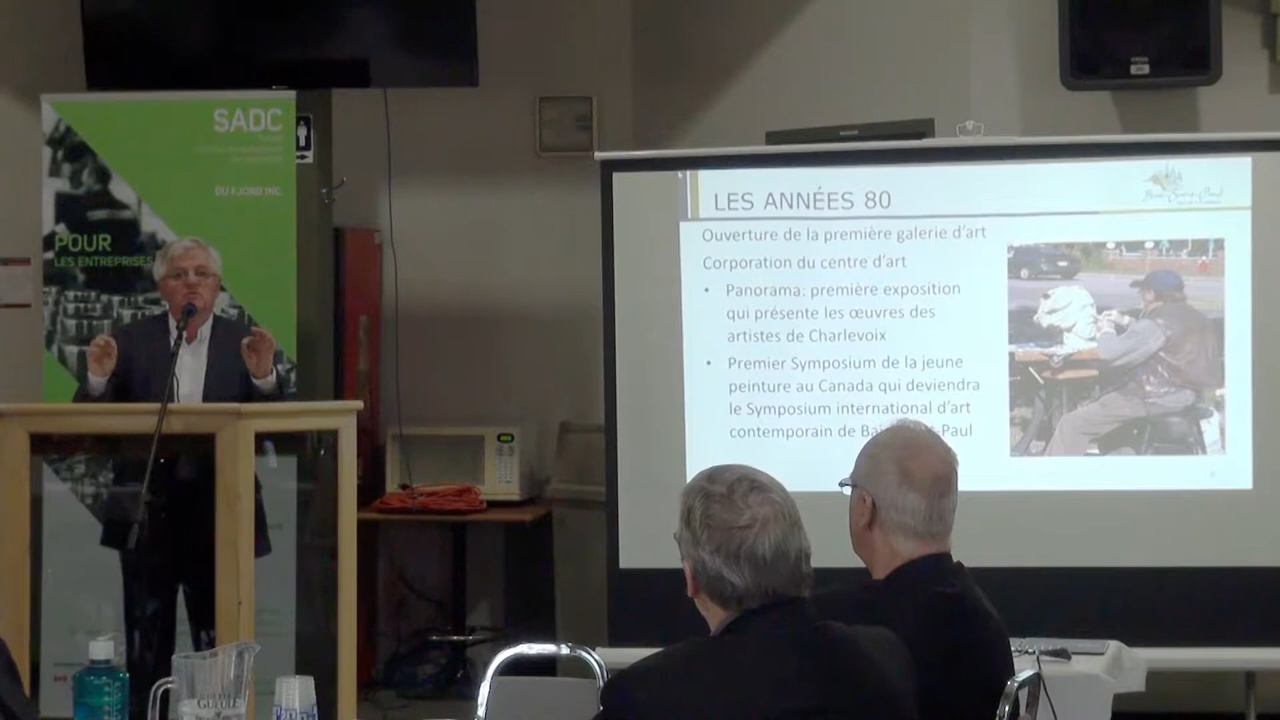 SADC
DU FJORD INC.
POUR
LES ENTREPRISES
LES ANNÉES 80
Ouverture de la première galerie d'art
Corporation du centre d'art
• Panorama: première exposition
qui présente les œuvres des
artistes de Charlevoix
• Premier Symposium de la jeune
peinture au Canada qui deviendra
le Symposium international d'art
contemporain de Paul
GUEULE